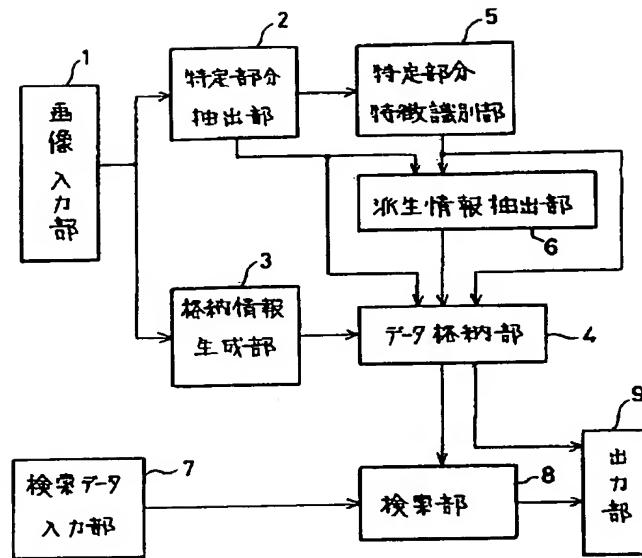 1
画像
入力部
2
特定部分
抽出部
5
特定部分
特徴識別部
派生情報抽出部
6
3
格納情報
生成部
データ格納部
4
9
出力部
検索データ
入力部
7
検索部
8